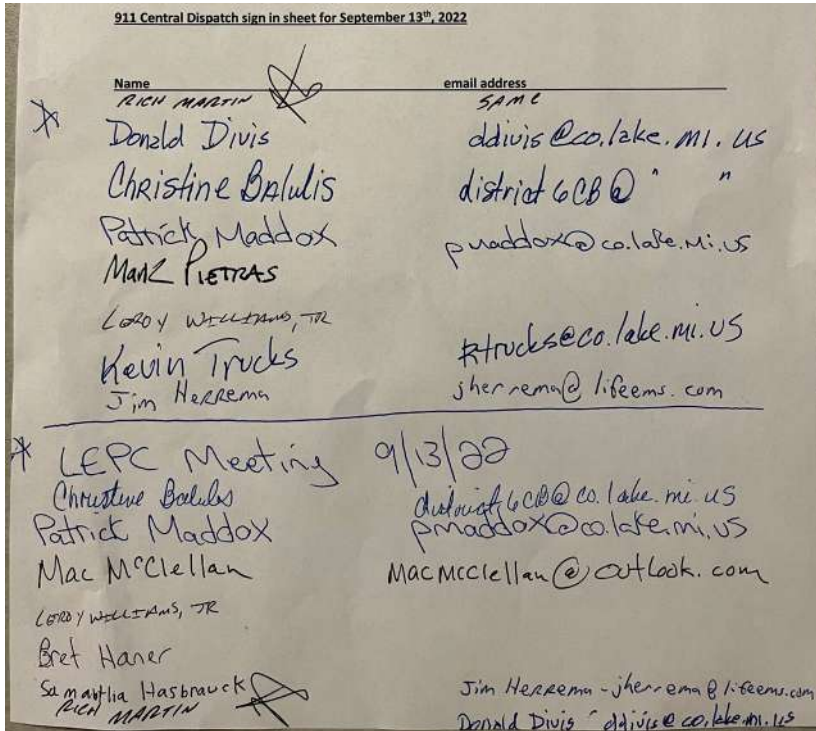 911 Central Dispatch sign in sheet for September 13th, 2022
Name email address
RICH MARTIN SAME
Donald Divis ddivis@co.lake.mi.us
Christine Balulis district6CB@ " "
Patrick Maddox pmaddox@co.lake.mi.us
Mark PIETRAS
LEROY WILLIAMS, JR
Kevin Trucks ktrucks@co.lake.mi.us
Jim Herrema jherrema@lifeems.com
LEPC Meeting 9/13/22
Christine Balulis district6CB@co.lake.mi.us
Patrick Maddox pmaddox@co.lake.mi.us
Mac McClellan MacMcClellan@outlook.com
LEROY WILLIAMS, JR
Bret Haner
Samantha Hasbrouck Jim Herrema - jherrema@lifeems.com
RICH MARTIN Donald Divis - ddivis@co.lake.mi.us